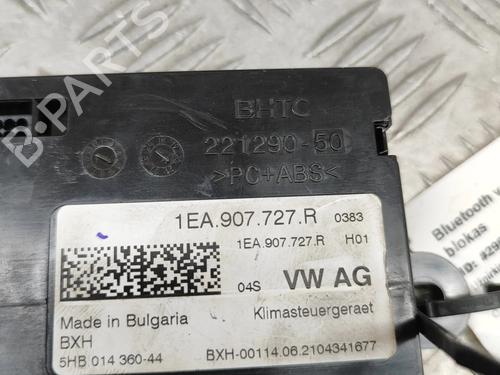 B-PARTS
BHTC
221290-50
>PC+ABS<
1EA.907.727.R 0383
1EA.907.727.R H01
04S VW AG
Made in Bulgaria Klimasteuergeraet
BXH
5HB 014 360-44 BXH-00114.06.2104341677
Bluetooth
blokas